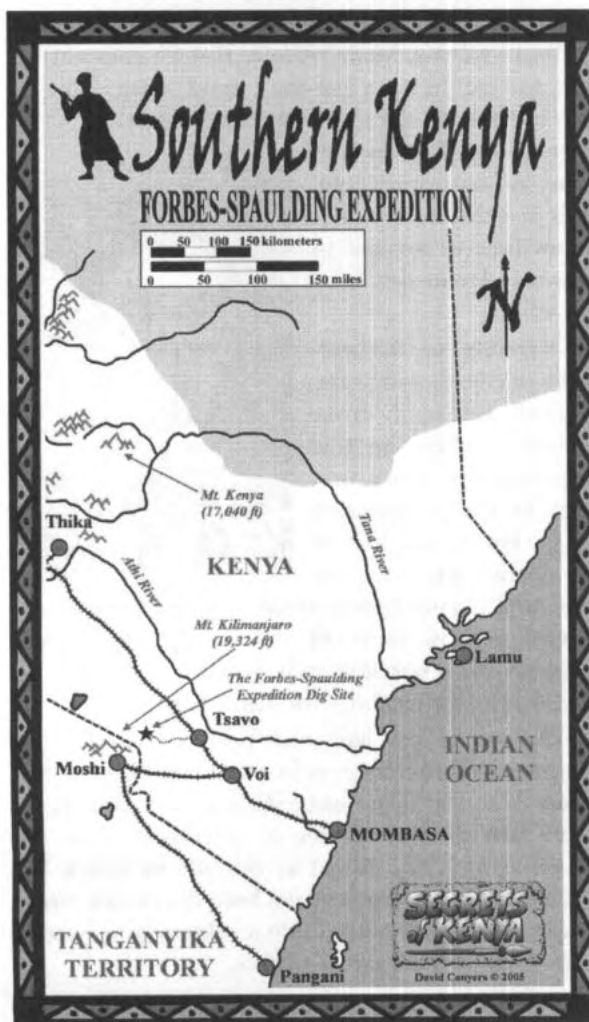 Southern Kenya
FORBES-SPAULDING EXPEDITION
0 50 100 150 kilometers
0 50 100 150 miles
N
Mt. Kenya
(17,040 ft)
Thika
KENYA
Tana River
Athi River
Mt. Kilimanjaro
(19,324 ft)
Lamu
The Forbes-Spaulding
Expedition Dig Site
Tsavo
INDIAN
OCEAN
Moshi
Voi
MOMBASA
SECRETS
of KENYA
TANGANYIKA
TERRITORY
Pangani
David Conyers © 2005